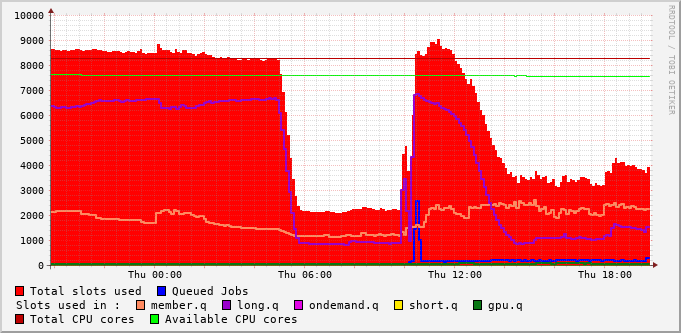 10000
9000
8000
7000
6000
5000
4000
3000
2000
1000
0
Thu 00:00 Thu 06:00 Thu 12:00 Thu 18:00
RRDTOOL / TOBI OETIKER
Total slots used Queued Jobs
Slots used in : member.q long.q ondemand.q short.q gpu.q
Total CPU cores Available CPU cores